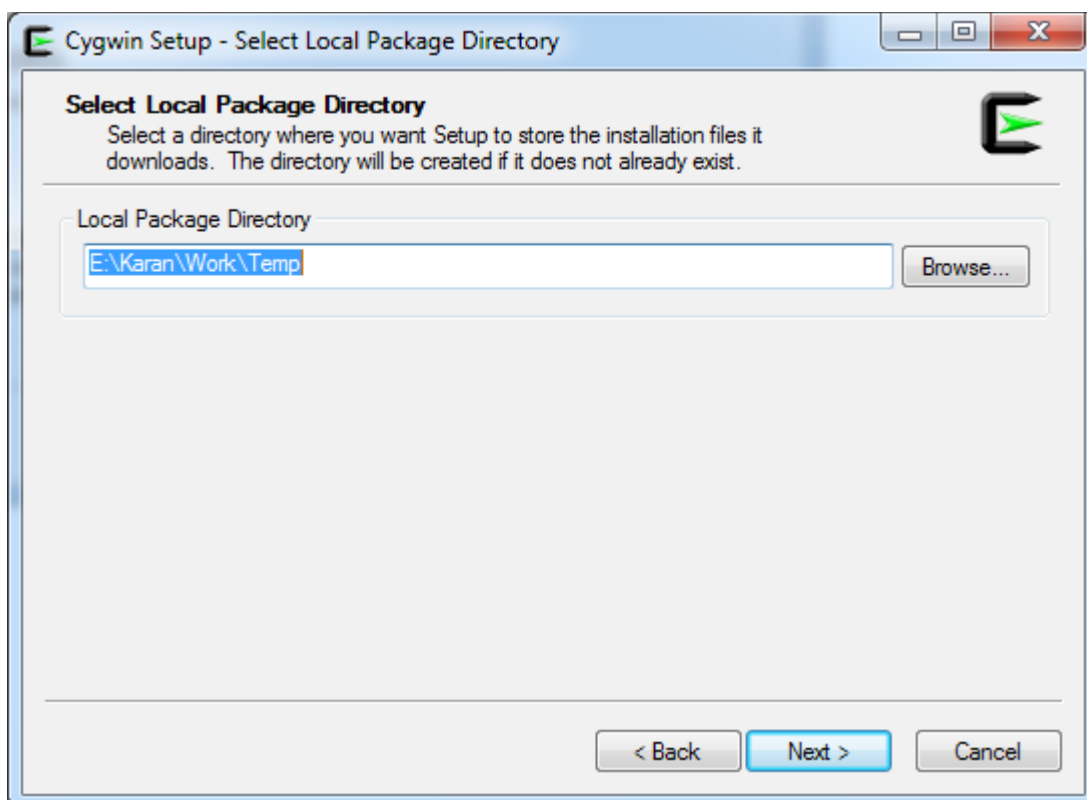 Cygwin Setup - Select Local Package Directory
Select Local Package Directory
Select a directory where you want Setup to store the installation files it
downloads.  The directory will be created if it does not already exist.
Local Package Directory
E:\Karan\Work\Temp
Browse...
< Back
Next >
Cancel